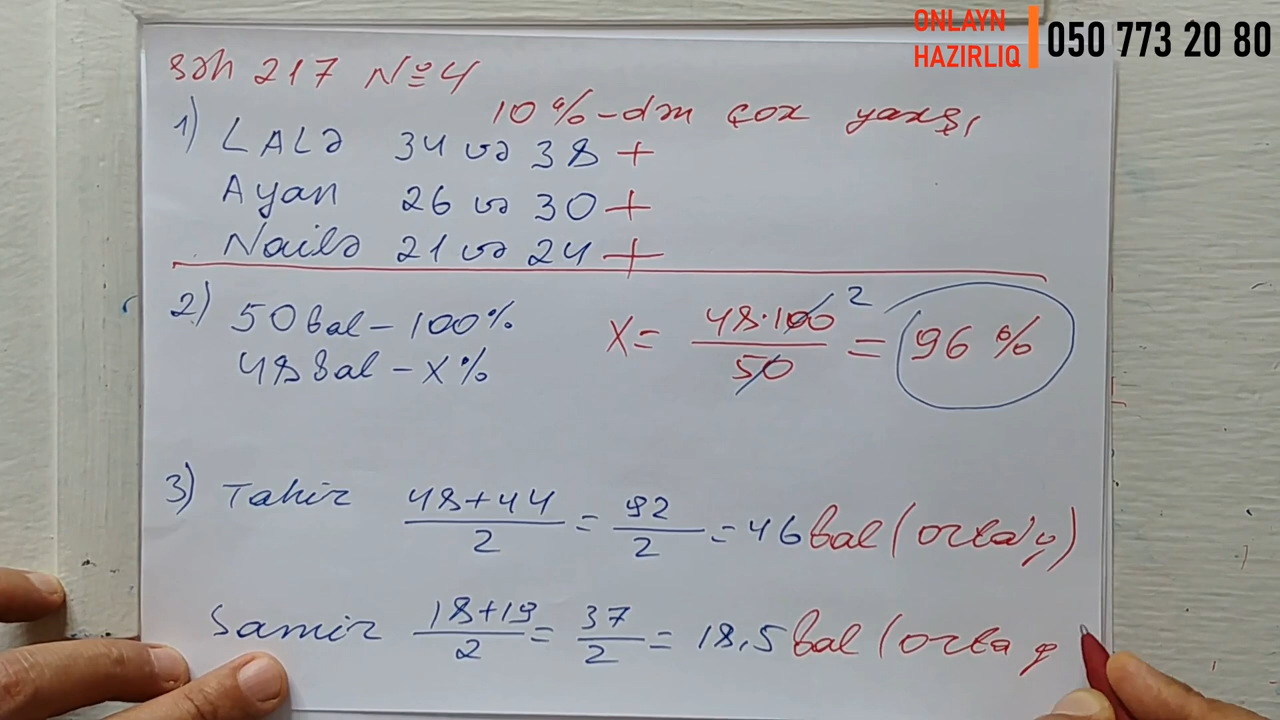 ONLAYN
HAZIRLIQ
050 773 20 80
səh 217 №4
10%-dən çox yaxşı
1) LALə 34 və 38 +
Ayan 26 və 30 +
Nailə 21 və 24 +
2) 50 bal – 100%
48 bal – x%
x = 48·100 2 / 50 = 96%
3) Tahir 48+44 / 2 = 92 / 2 = 46 bal (orta q)
Samir 18+19 / 2 = 37 / 2 = 18,5 bal (orta q